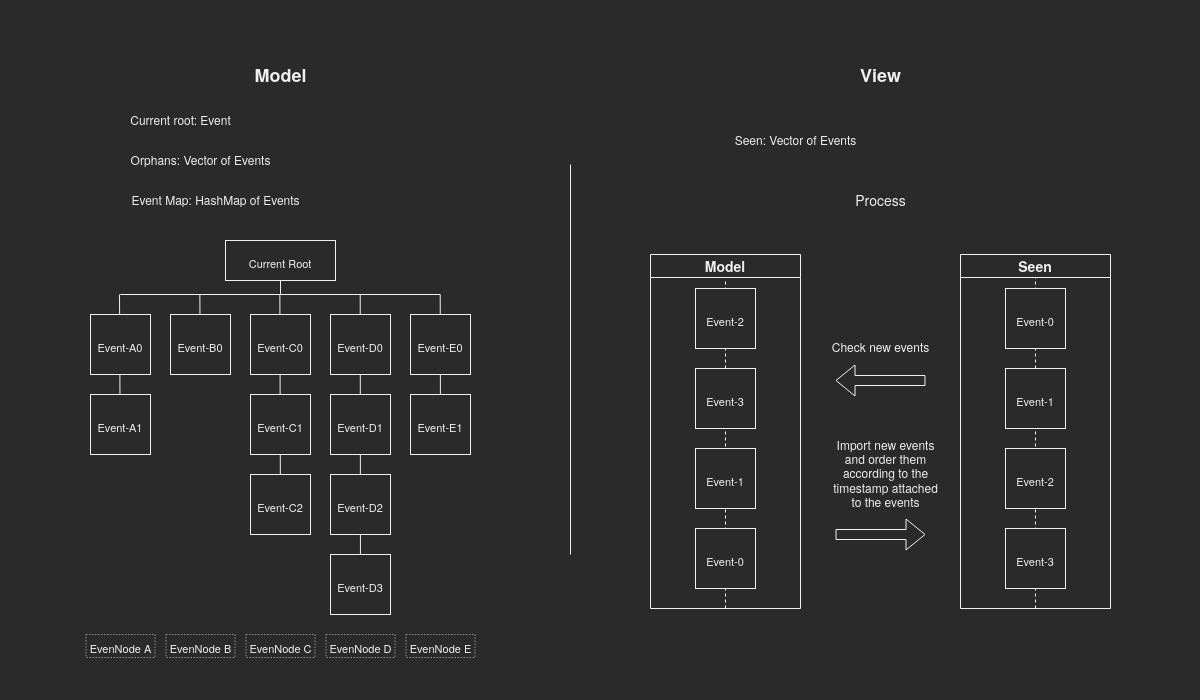 Model
Current root: Event
Orphans: Vector of Events
Event Map: HashMap of Events
Current Root
Event-A0
Event-B0
Event-C0
Event-D0
Event-E0
Event-A1
Event-C1
Event-D1
Event-E1
Event-C2
Event-D2
Event-D3
EvenNode A
EvenNode B
EvenNode C
EvenNode D
EvenNode E
View
Seen: Vector of Events
Process
Model
Event-2
Event-3
Event-1
Event-0
Check new events
Import new events
and order them
according to the
timestamp attached
to the events
Seen
Event-0
Event-1
Event-2
Event-3